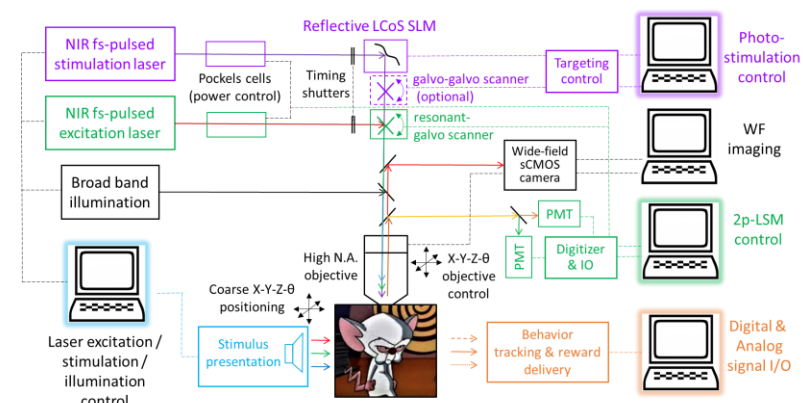 Reflective LCoS SLM
NIR fs-pulsed
stimulation laser
Pockels cells
(power control)
Timing
shutters
galvo-galvo scanner
(optional)
Targeting
control
Photo-
stimulation
control
NIR fs-pulsed
excitation laser
resonant-
galvo scanner
Wide-field
sCMOS
camera
WF
imaging
Broad band
illumination
PMT
PMT
Digitizer
& IO
2p-LSM
control
High N.A.
objective
X-Y-Z-θ
objective
control
Coarse X-Y-Z-θ
positioning
Laser excitation /
stimulation /
illumination
control
Stimulus
presentation
Behavior
tracking & reward
delivery
Digital &
Analog
signal I/O